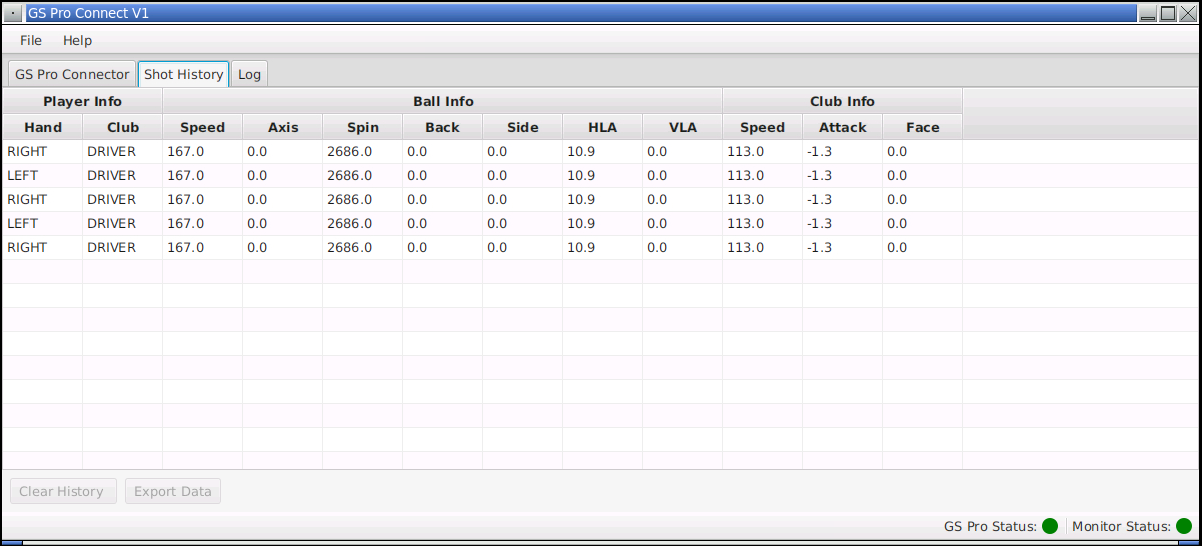 GS Pro Connect V1
File Help
GS Pro Connector Shot History Log
Player Info Ball Info Club Info
Hand Club Speed Axis Spin Back Side HLA VLA Speed Attack Face
RIGHT DRIVER 167.0 0.0 2686.0 0.0 0.0 10.9 0.0 113.0 -1.3 0.0
LEFT DRIVER 167.0 0.0 2686.0 0.0 0.0 10.9 0.0 113.0 -1.3 0.0
RIGHT DRIVER 167.0 0.0 2686.0 0.0 0.0 10.9 0.0 113.0 -1.3 0.0
LEFT DRIVER 167.0 0.0 2686.0 0.0 0.0 10.9 0.0 113.0 -1.3 0.0
RIGHT DRIVER 167.0 0.0 2686.0 0.0 0.0 10.9 0.0 113.0 -1.3 0.0
Clear History Export Data
GS Pro Status: Monitor Status: